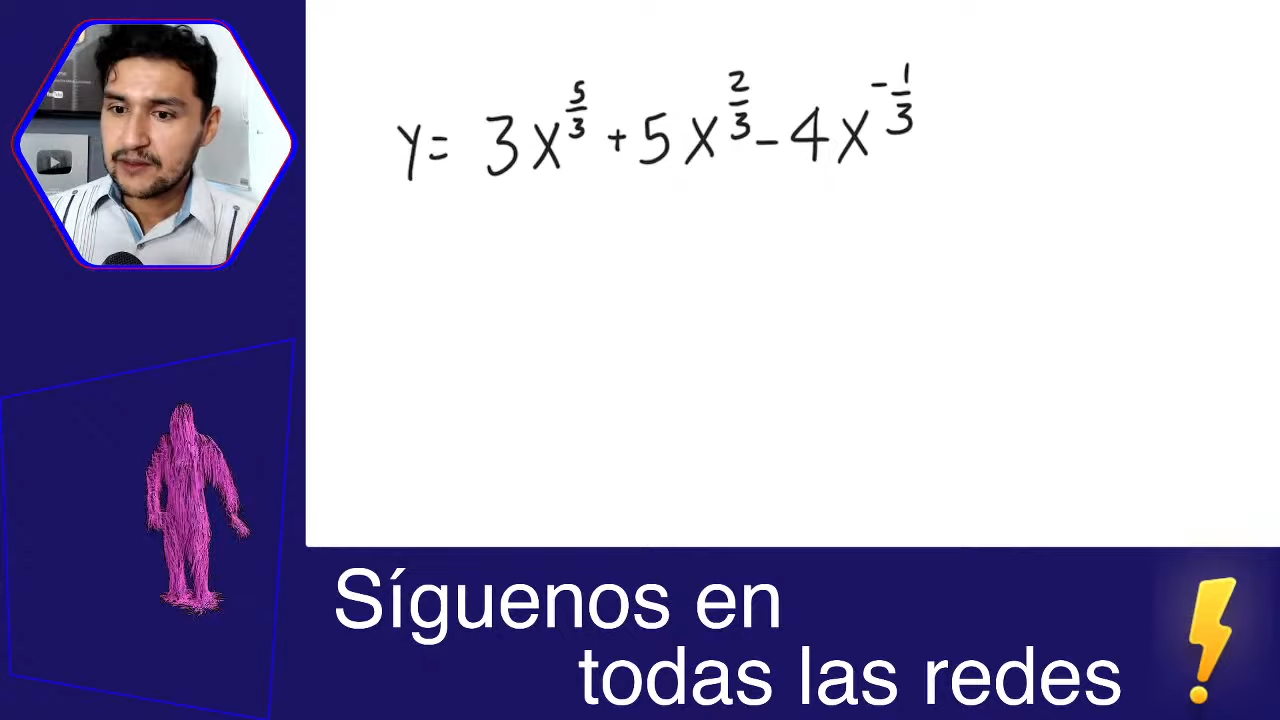 y = 3x^{5/3} + 5x^{2/3} - 4x^{-1/3}
Síguenos en
todas las redes